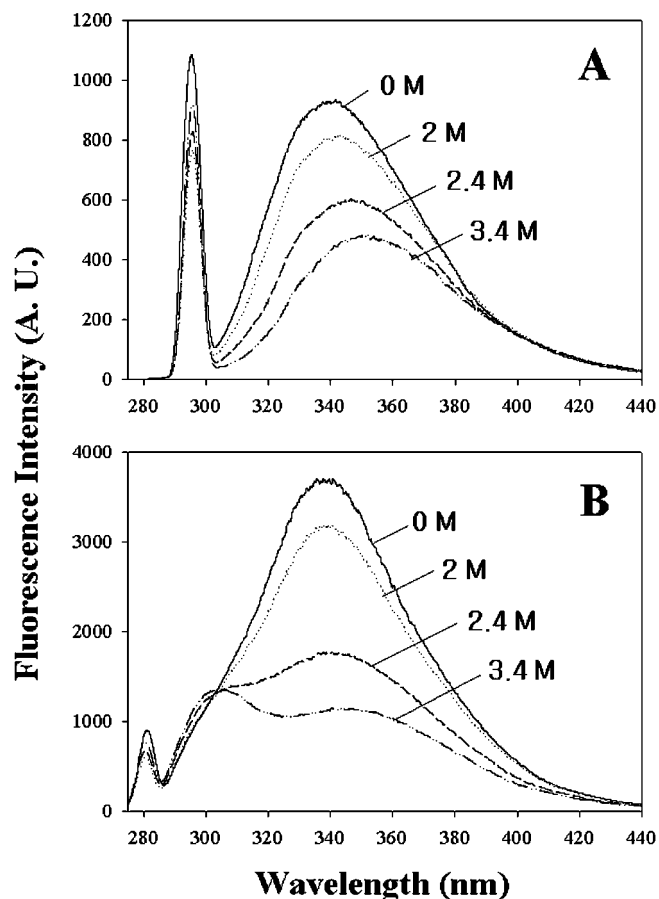 Fluorescence Intensity (A. U.)
A
1200
1000
800
600
400
200
0
0 M
2 M
2.4 M
3.4 M
280 300 320 340 360 380 400 420 440
B
4000
3000
2000
1000
0
0 M
2 M
2.4 M
3.4 M
280 300 320 340 360 380 400 420 440
Wavelength (nm)